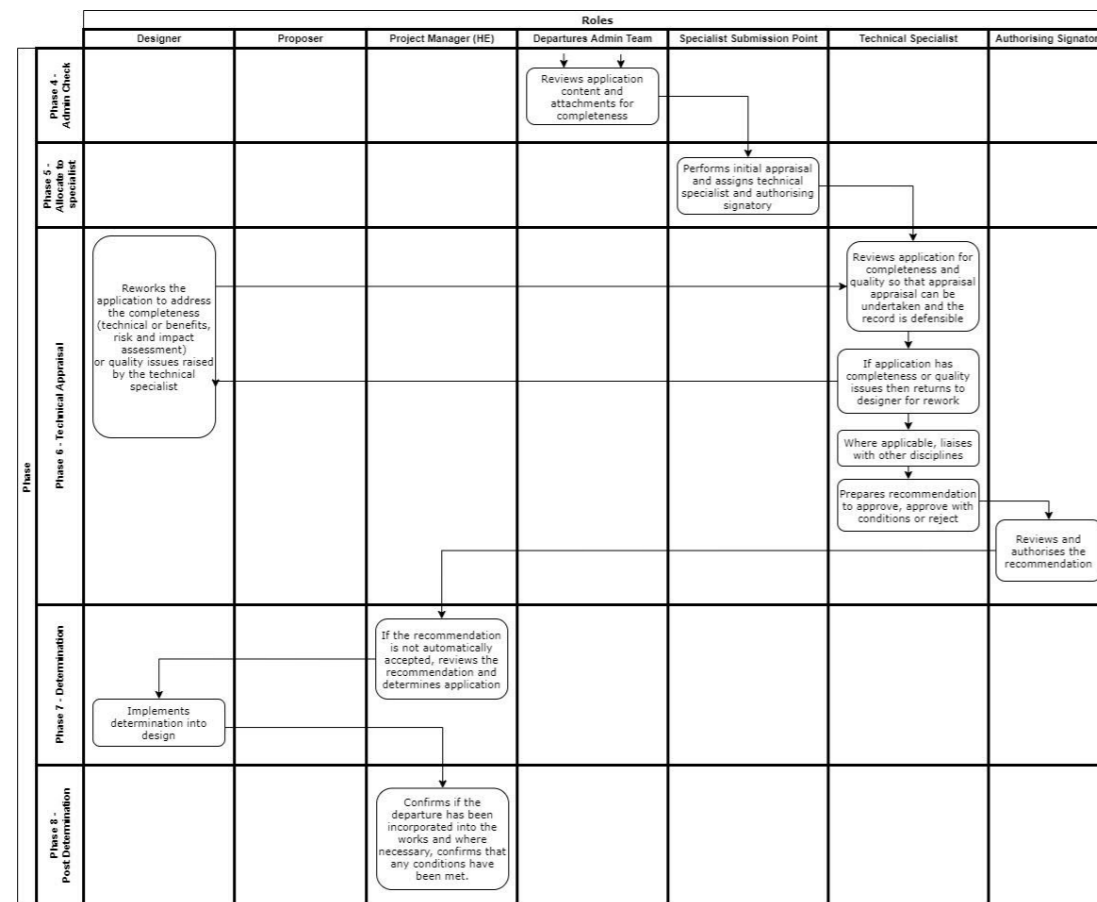 Roles
Designer
Proposer
Project Manager (HE)
Departures Admin Team
Specialist Submission Point
Technical Specialist
Authorising Signator
Phase
Phase 4 -
Admin Check
Reviews application
content and
attachments for
completeness
Phase 5 -
Allocate to
specialist
Performs initial appraisal
and assigns technical
specialist and authorising
signatory
Phase 6 - Technical Appraisal
Reworks the
application to address
the completeness
(technical or benefits,
risk and impact
assessment)
or quality issues raised
by the technical
specialist
Reviews application for
completeness and
quality so that appraisal
appraisal can be
undertaken and the
record is defensible
If application has
completeness or quality
issues then returns to
designer for rework
Where applicable, liaises
with other disciplines
Prepares recommendation
to approve, approve with
conditions or reject
Reviews and
authorises the
recommendation
Phase 7 - Determination
If the recommendation
is not automatically
accepted, reviews the
recommendation and
determines application
Implements
determination into
design
Phase 8 -
Post Determination
Confirms if the
departure has been
incorporated into the
works and where
necessary, confirms that
any conditions have
been met.